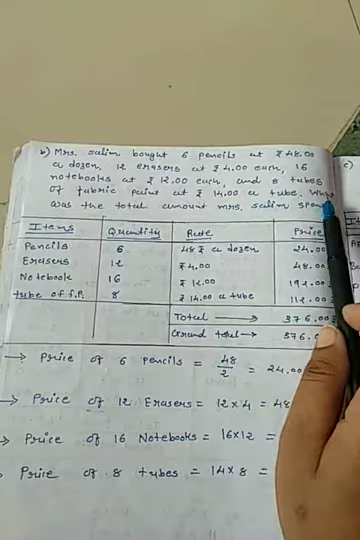 b) Mrs. salim bought 6 pencils at ₹48.00
a dozen, 12 erasers at ₹4.00 each, 16
notebooks at ₹12.00 each, and 8 tubes
of fabric paint at ₹14.00 a tube. What
was the total amount mrs. salim spen
Items Quantity Rate Price
Pencils 6 48₹ a dozen 24.00
Erasers 12 ₹4.00 48.00
Notebook 16 ₹12.00 192.00
tube of f.p. 8 ₹14.00 a tube 112.00
Total → 376.00
Grand total → 376.
→ Price of 6 pencils = 48/2 = 24.00
→ Price of 12 Erasers = 12×4 = 48
→ Price of 16 Notebooks = 16×12 =
Price of 8 tubes = 14×8 =
c)